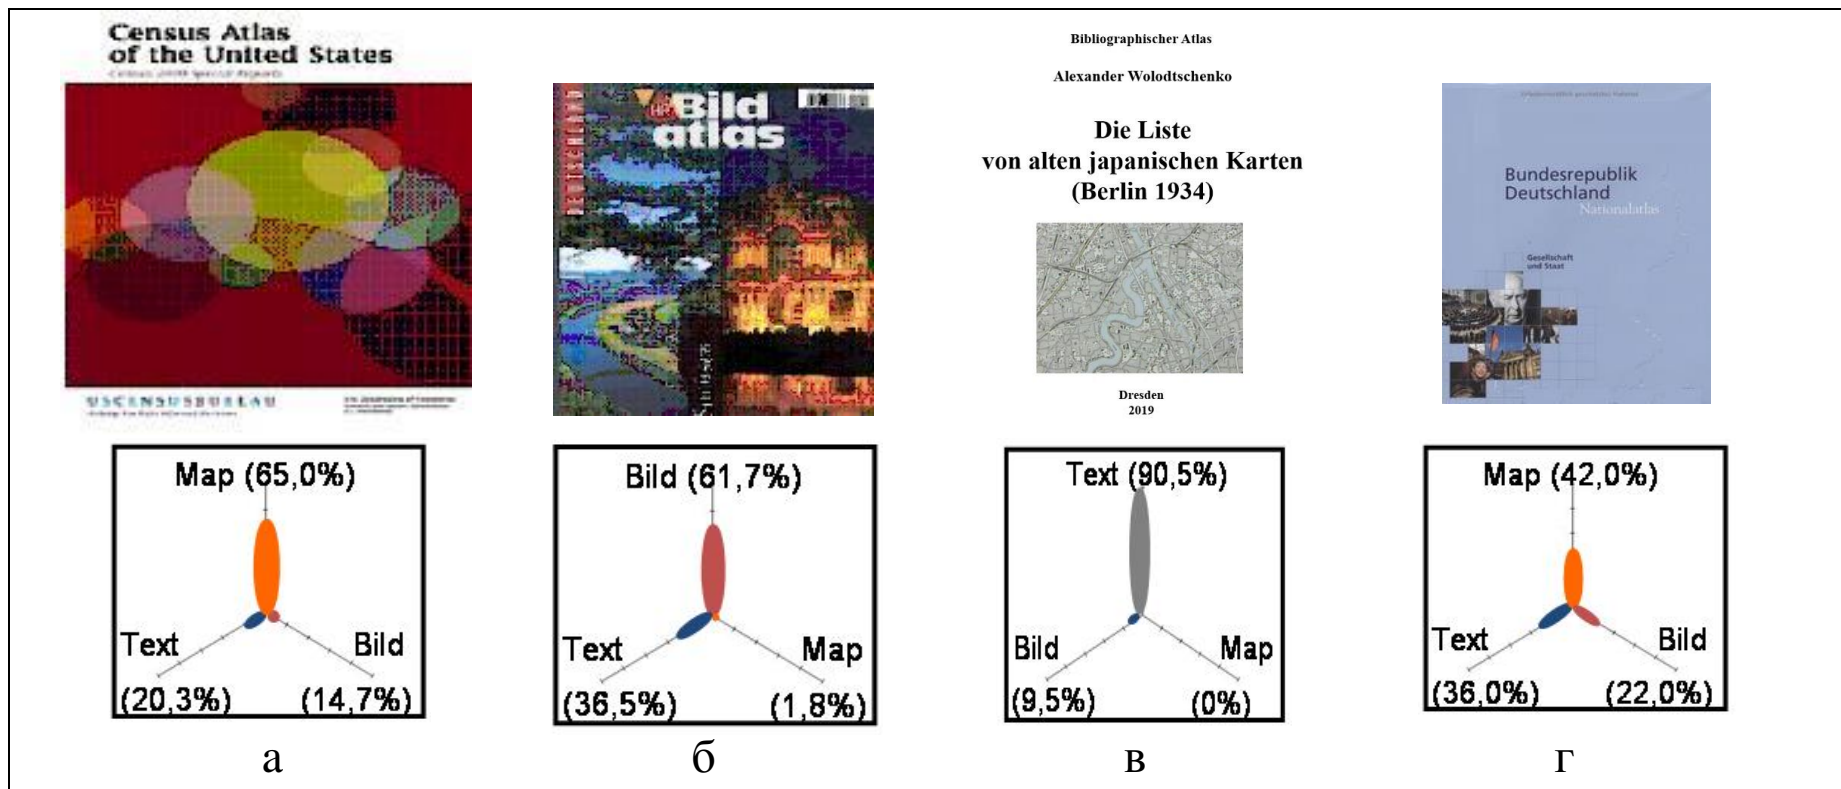 Census Atlas
of the United States
Bild
atlas
DEUTSCHLAND
Bibliographischer Atlas
Alexander Wolodtschenko
Die Liste
von alten japanischen Karten
(Berlin 1934)
Dresden
2019
Bundesrepublik
Deutschland
Nationalatlas
Gesellschaft
und Staat
USCENSUSBUREAU
Map (65,0%)
Text
Bild
(20,3%)
(14,7%)
Bild (61,7%)
Text
Map
(36,5%)
(1,8%)
Text (90,5%)
Bild
Map
(9,5%)
(0%)
Map (42,0%)
Text
Bild
(36,0%)
(22,0%)
а
б
в
г